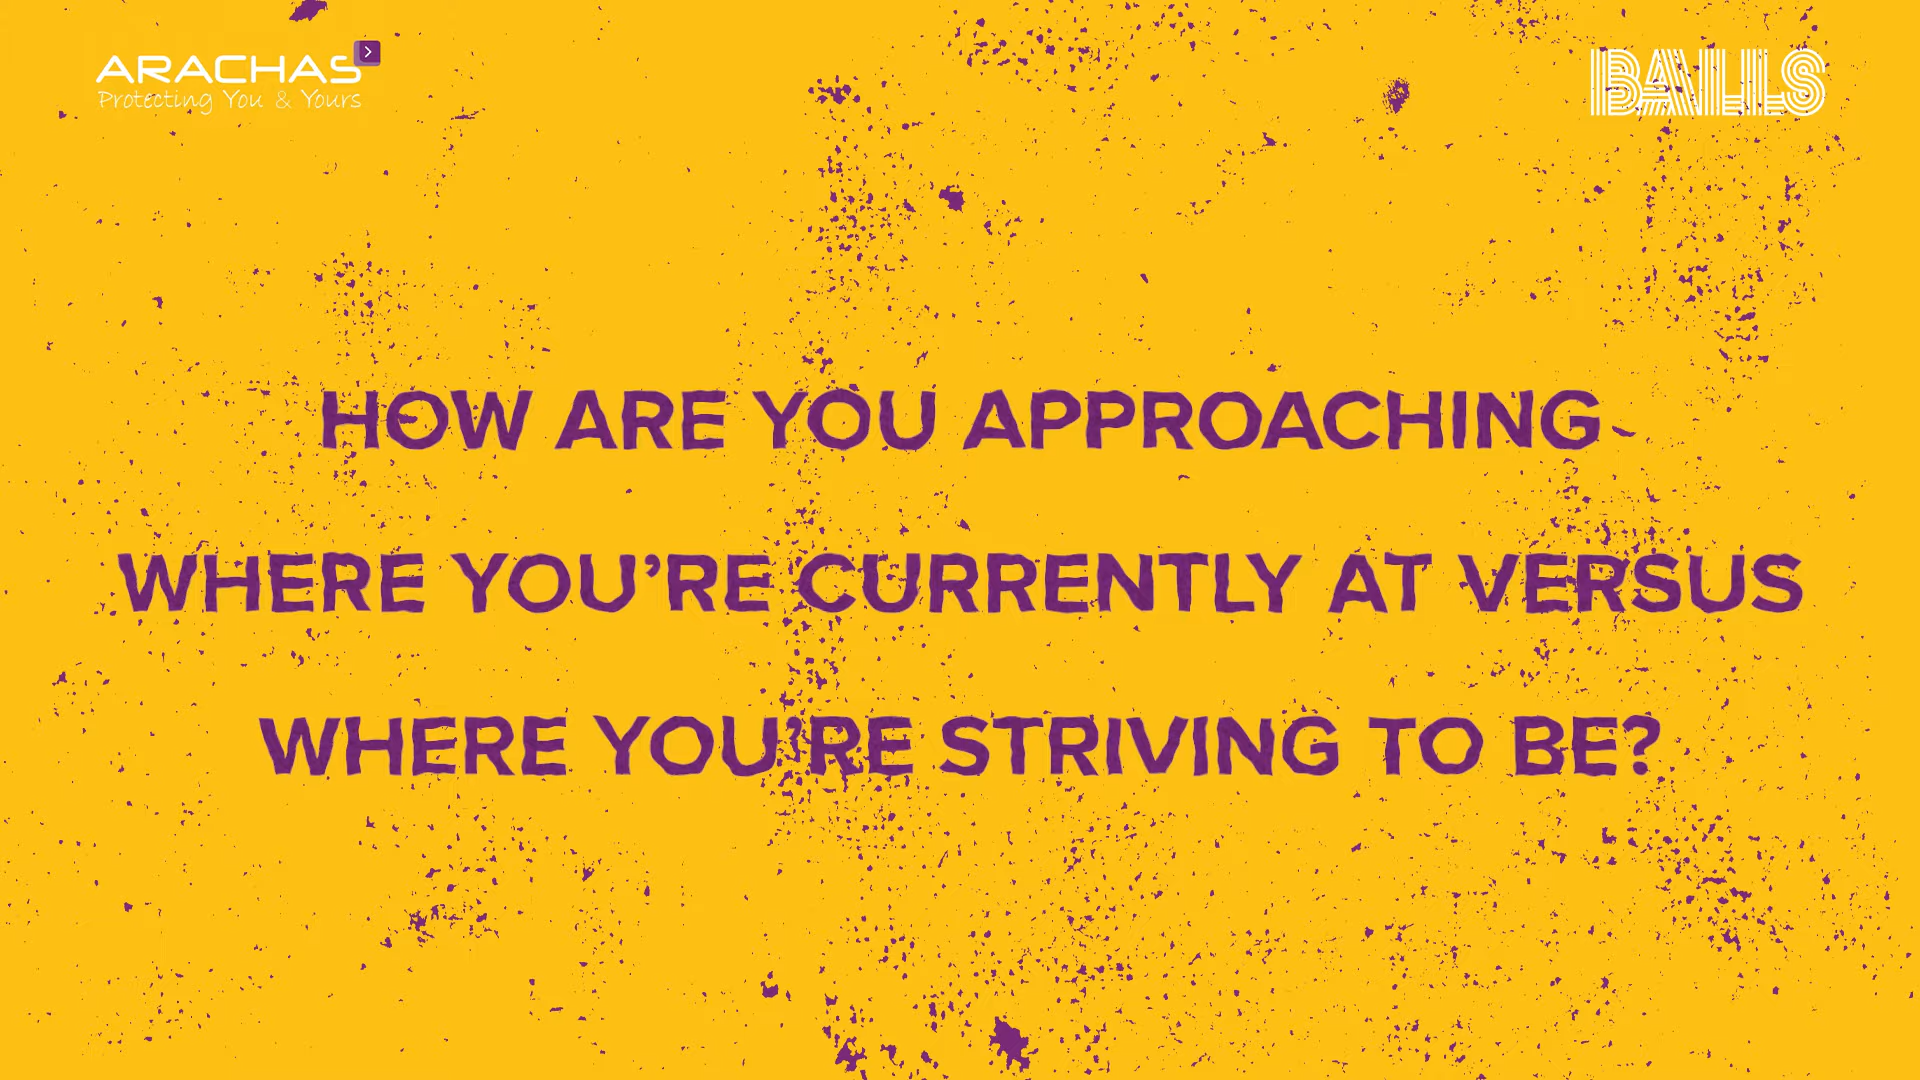 ARACHAS
Protecting You & Yours
BALLS
HOW ARE YOU APPROACHING
WHERE YOU'RE CURRENTLY AT VERSUS
WHERE YOU'RE STRIVING TO BE?